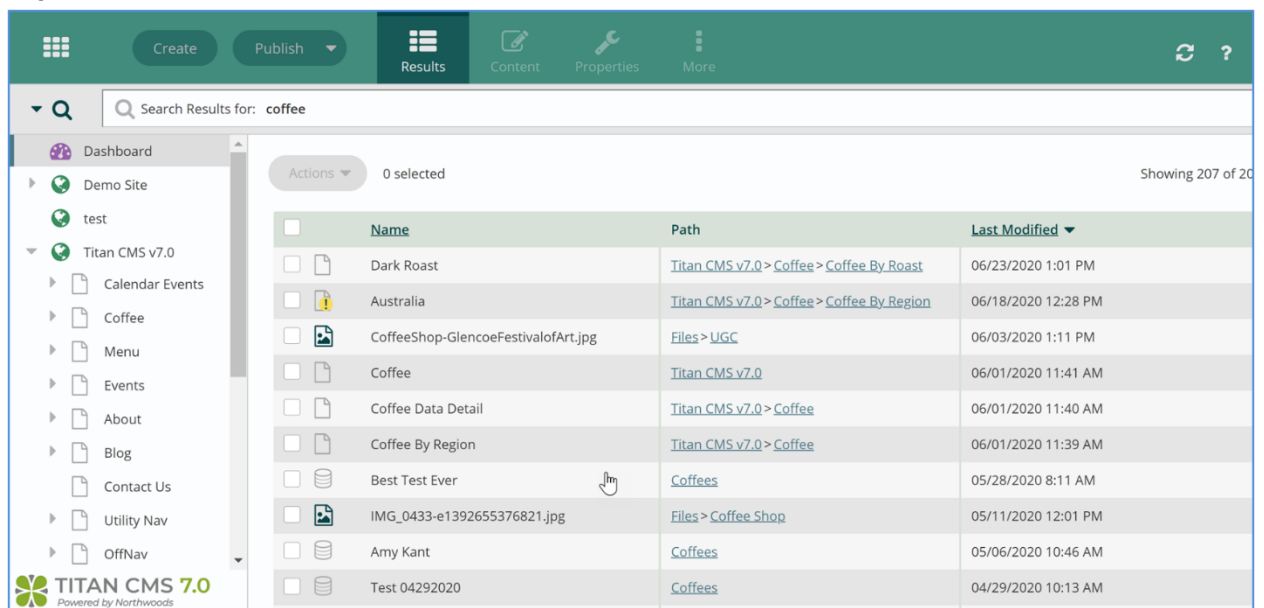 Create
Publish
Results
Content
Properties
More
?
Search Results for: coffee
Dashboard
Demo Site
test
Titan CMS v7.0
Calendar Events
Coffee
Menu
Events
About
Blog
Contact Us
Utility Nav
OffNav
TITAN CMS 7.0
Powered by Northwoods
Actions 0 selected Showing 207 of 20
Name Path Last Modified
Dark Roast Titan CMS v7.0 > Coffee > Coffee By Roast 06/23/2020 1:01 PM
Australia Titan CMS v7.0 > Coffee > Coffee By Region 06/18/2020 12:28 PM
CoffeeShop-GlencoeFestivalofArt.jpg Files > UGC 06/03/2020 1:11 PM
Coffee Titan CMS v7.0 06/01/2020 11:41 AM
Coffee Data Detail Titan CMS v7.0 > Coffee 06/01/2020 11:40 AM
Coffee By Region Titan CMS v7.0 > Coffee 06/01/2020 11:39 AM
Best Test Ever Coffees 05/28/2020 8:11 AM
IMG_0433-e1392655376821.jpg Files > Coffee Shop 05/11/2020 12:01 PM
Amy Kant Coffees 05/06/2020 10:46 AM
Test 04292020 Coffees 04/29/2020 10:13 AM